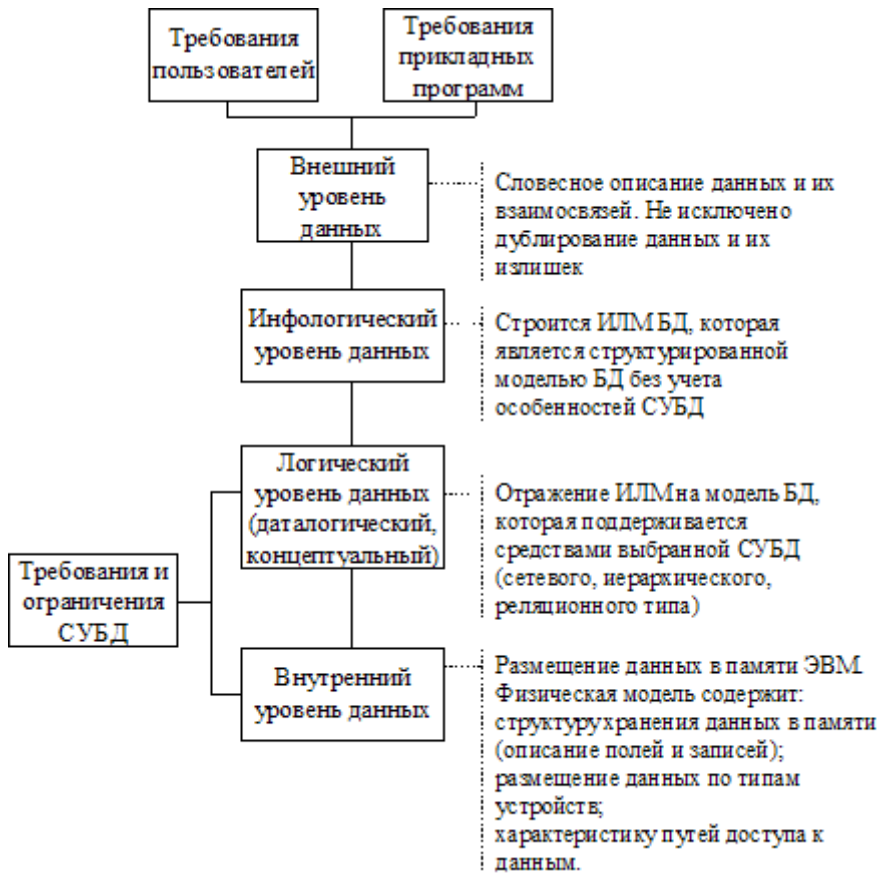 Требования
пользователей
Требования
прикладных
программ
Внешний
уровень
данных
Словесное описание данных и их
взаимосвязей. Не исключено
дублирование данных и их
излишек
Инфологический
уровень данных
Строится ИЛМ БД, которая
является структурированной
моделью БД без учета
особенностей СУБД
Логический
уровень данных
(даталогический,
концептуальный)
Отражение ИЛМ на модель БД,
которая поддерживается
средствами выбранной СУБД
(сетевого, иерархического,
реляционного типа)
Требования и
ограничения
СУБД
Внутренний
уровень данных
Размещение данных в памяти ЭВМ.
Физическая модель содержит:
структуру хранения данных в памяти
(описание полей и записей);
размещение данных по типам
устройств;
характеристику путей доступа к
данным.